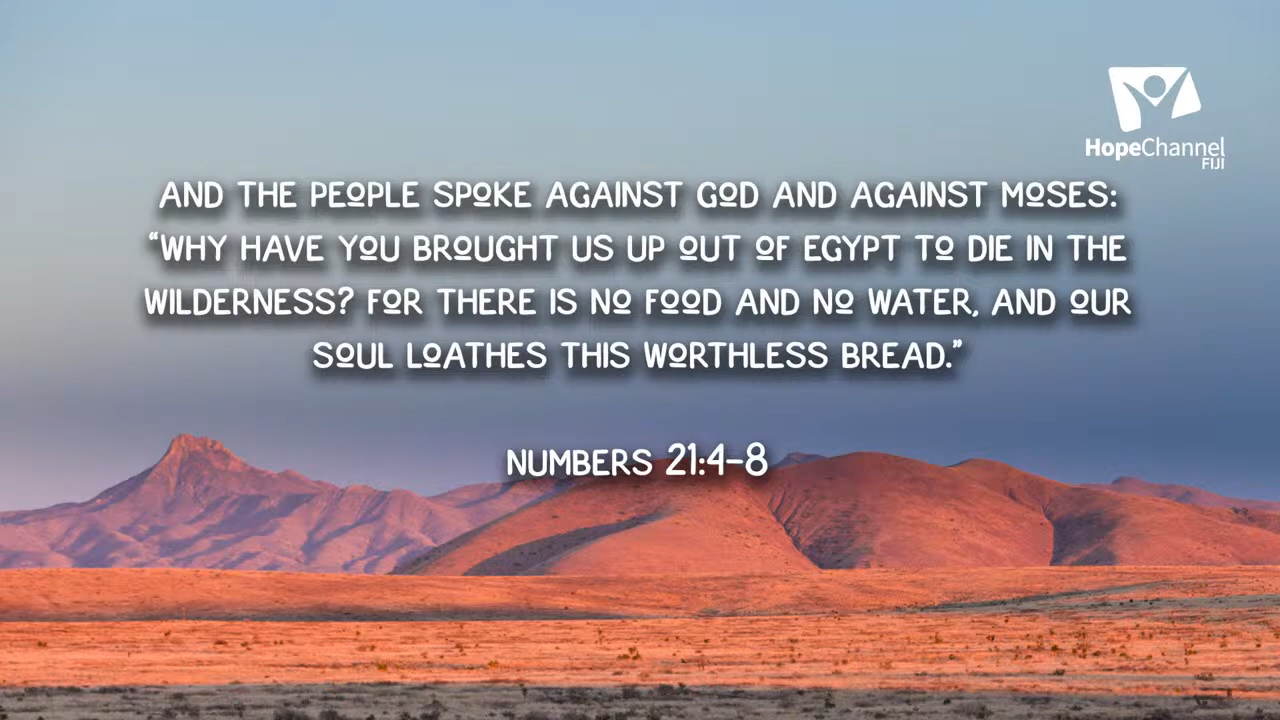 HopeChannel
FIJI
AND THE PEOPLE SPOKE AGAINST GOD AND AGAINST MOSES:
“WHY HAVE YOU BROUGHT US UP OUT OF EGYPT TO DIE IN THE
WILDERNESS? FOR THERE IS NO FOOD AND NO WATER, AND OUR
SOUL LOATHES THIS WORTHLESS BREAD.”
NUMBERS 21:4-8